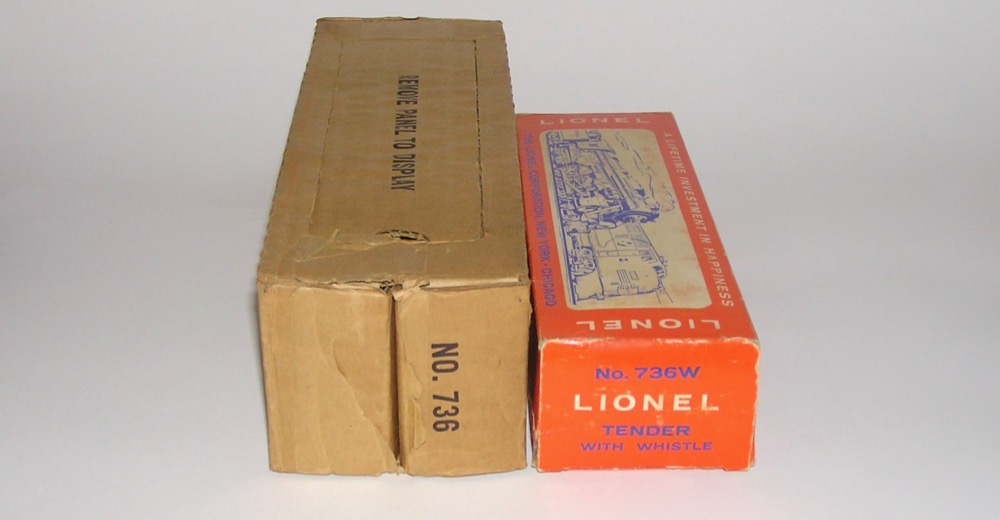 REMOVE PANEL TO DISPLAY
NO. 736
LIONEL
A LIFETIME INVESTMENT IN HAPPINESS
THE LIONEL CORPORATION, NEW YORK • CHICAGO
LIONEL
No. 736W
LIONEL
TENDER
WITH WHISTLE